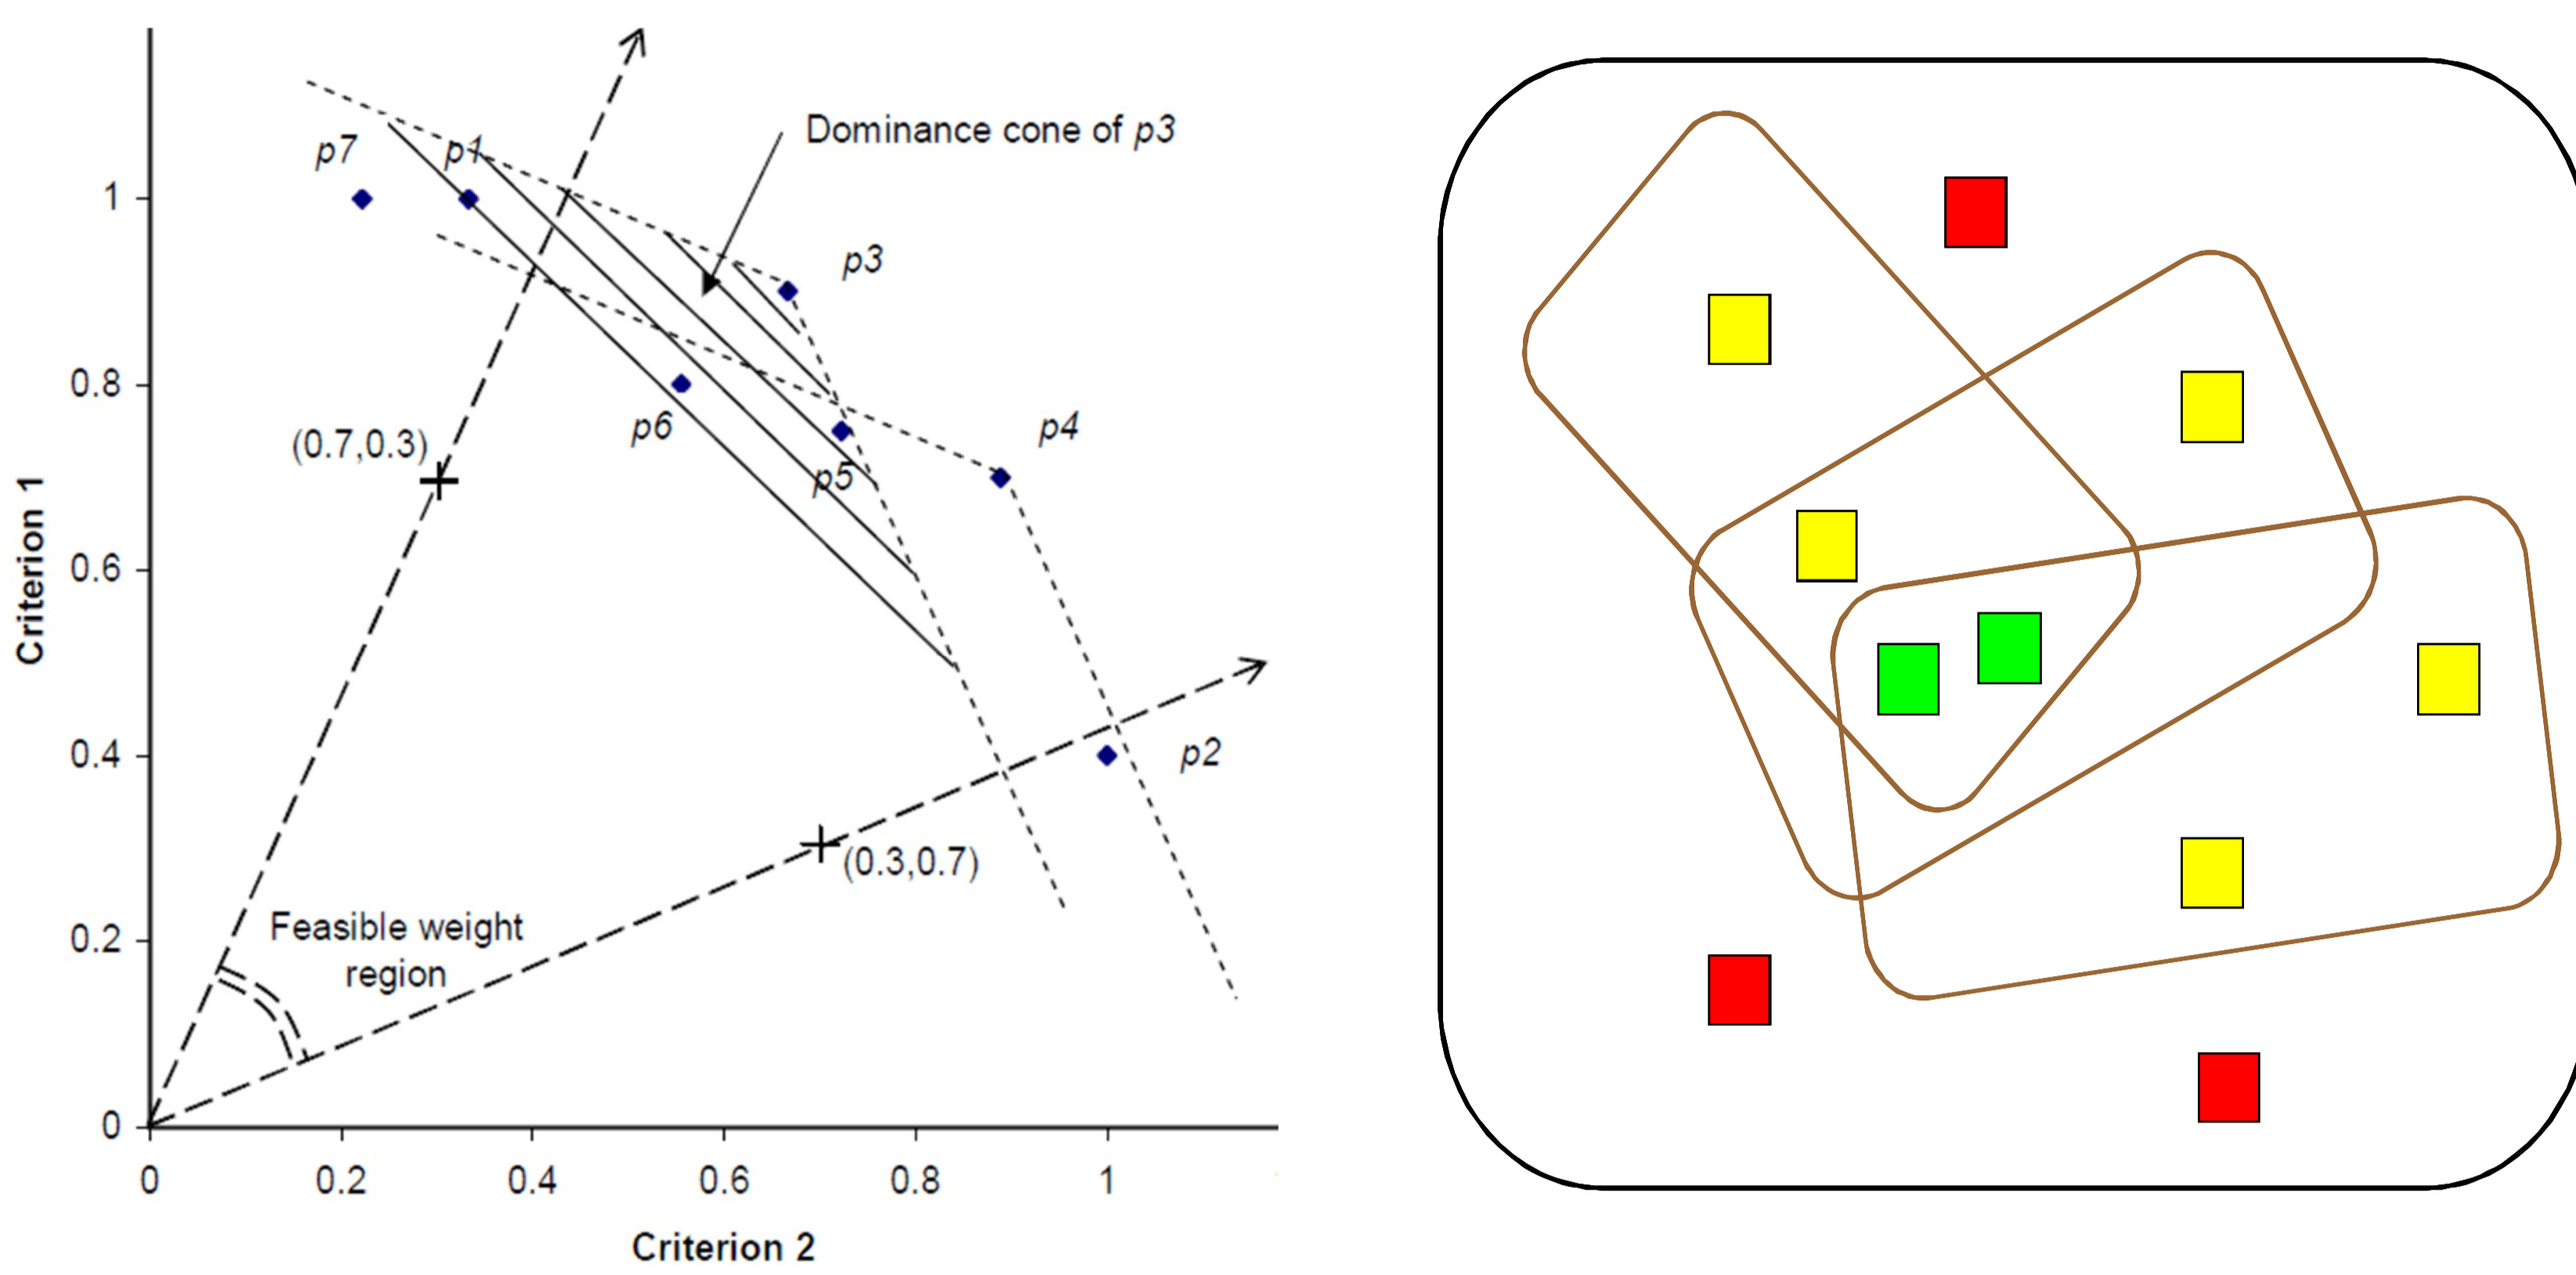 Dominance cone of p3
p7
p1
p3
1
0.8
p6
p4
(0.7,0.3)
p5
Criterion 1
0.6
0.4
p2
(0.3,0.7)
Feasible weight
region
0.2
0
0
0.2
0.4
0.6
0.8
1
Criterion 2